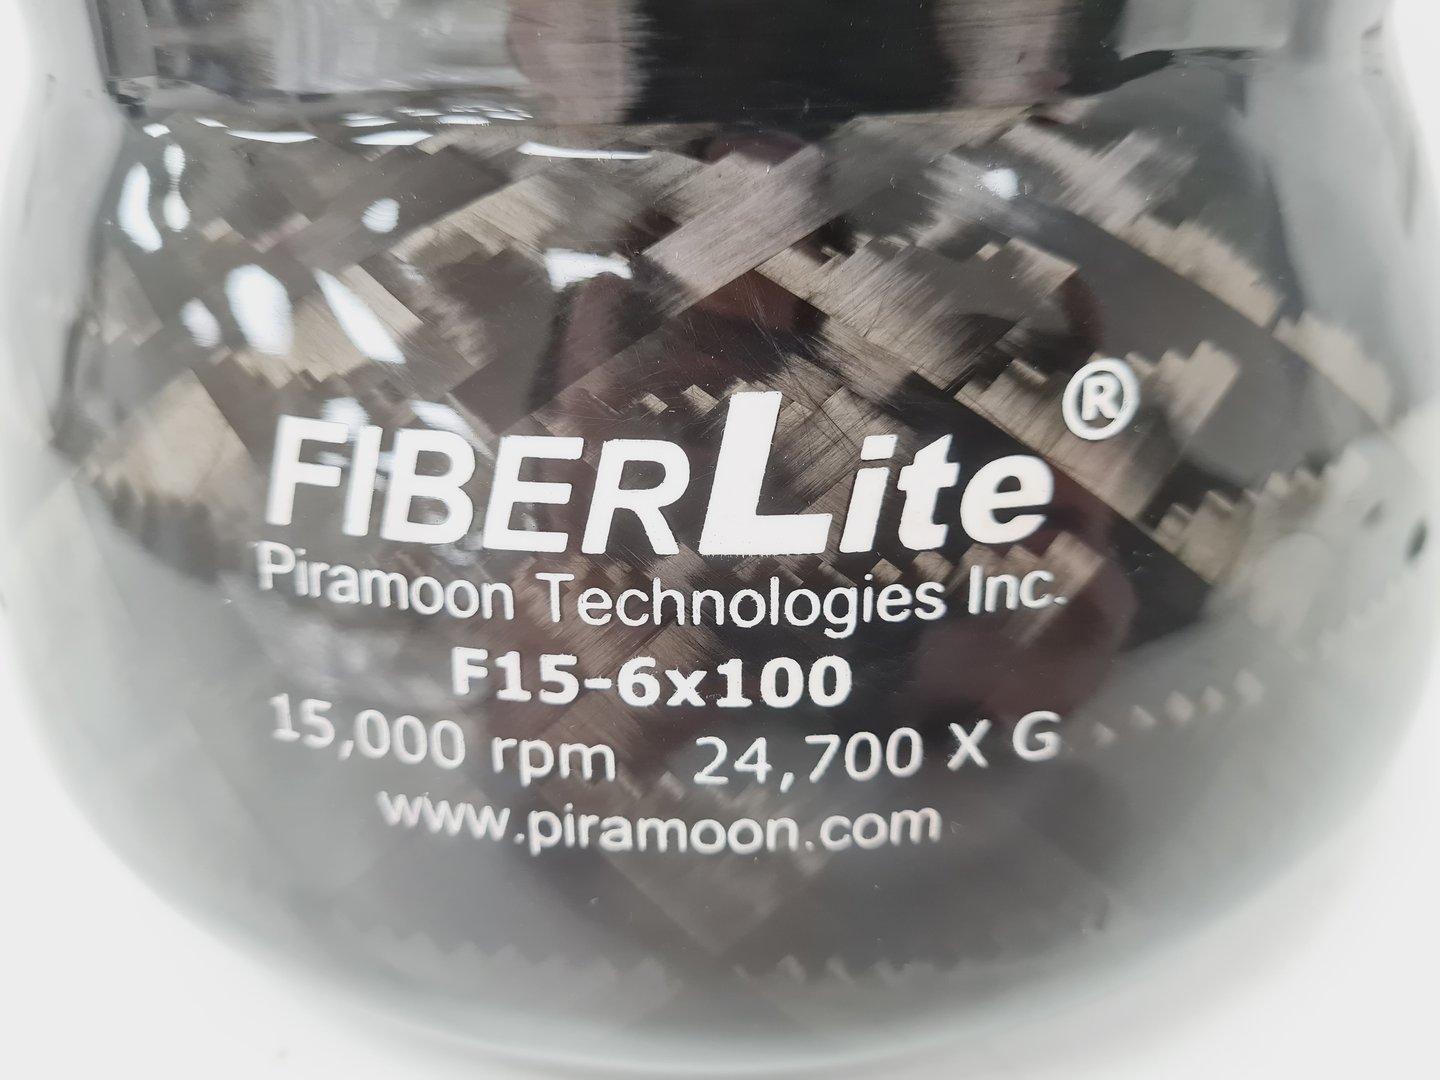 FIBERLite®
Piramoon Technologies Inc.
F15-6x100
15,000 rpm 24,700 X G
www.piramoon.com